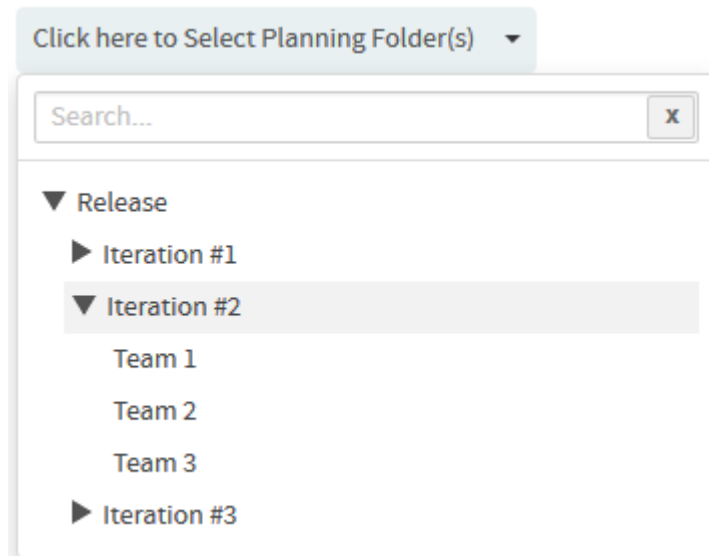 Click here to Select Planning Folder(s)
Search...
x
Release
Iteration #1
Iteration #2
Team 1
Team 2
Team 3
Iteration #3